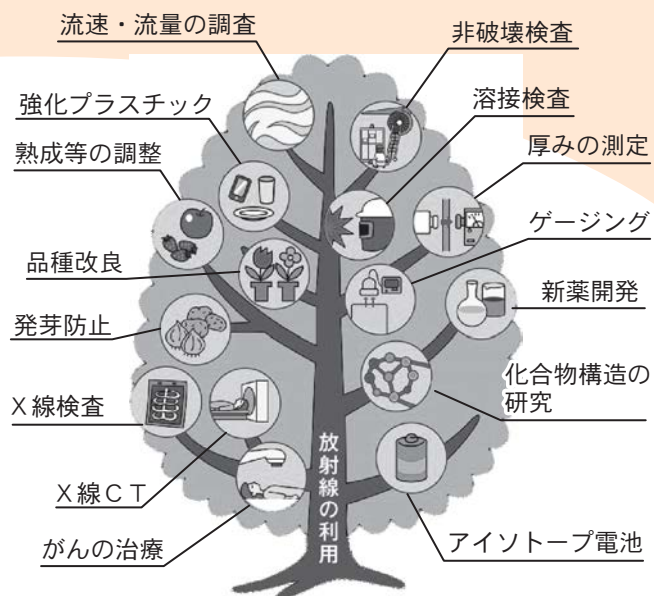 流速・流量の調査
非破壊検査
強化プラスチック
溶接検査
熟成等の調整
厚みの測定
品種改良
ゲージング
発芽防止
新薬開発
X線検査
化合物構造の
研究
X線CT
がんの治療
アイソトープ電池
放射線の利用